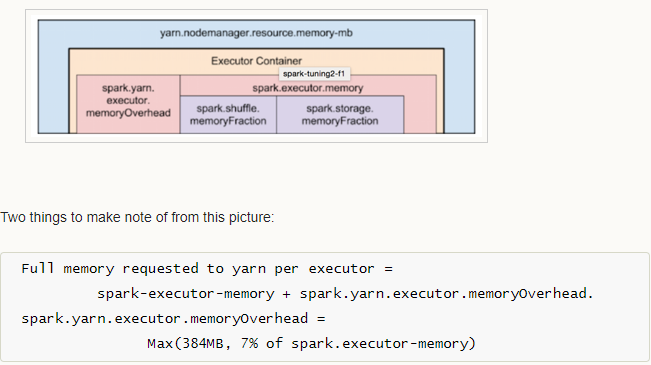 yarn.nodemanager.resource.memory-mb
Executor Container
spark-tuning2-f1
spark.yarn.
executor.
memoryOverhead
spark.executor.memory
spark.shuffle.
memoryFraction
spark.storage.
memoryFraction
Two things to make note of from this picture:
Full memory requested to yarn per executor =
spark-executor-memory + spark.yarn.executor.memoryOverhead.
spark.yarn.executor.memoryOverhead =
Max(384MB, 7% of spark.executor-memory)